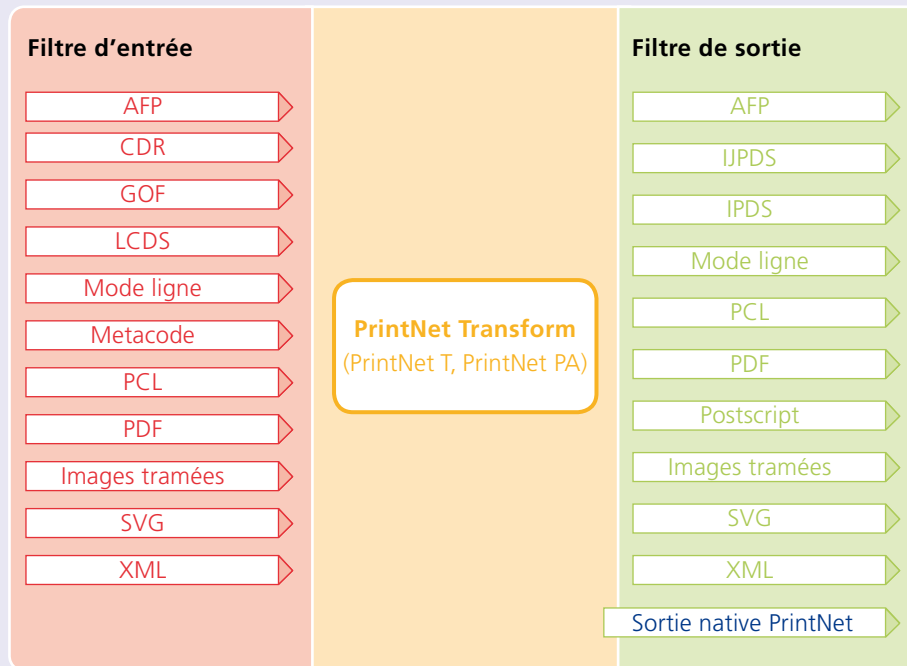 Filtre d'entrée
AFP
CDR
GOF
LCDS
Mode ligne
Metacode
PCL
PDF
Images tramées
SVG
XML
PrintNet Transform
(PrintNet T, PrintNet PA)
Filtre de sortie
AFP
IJPDS
IPDS
Mode ligne
PCL
PDF
Postscript
Images tramées
SVG
XML
Sortie native PrintNet